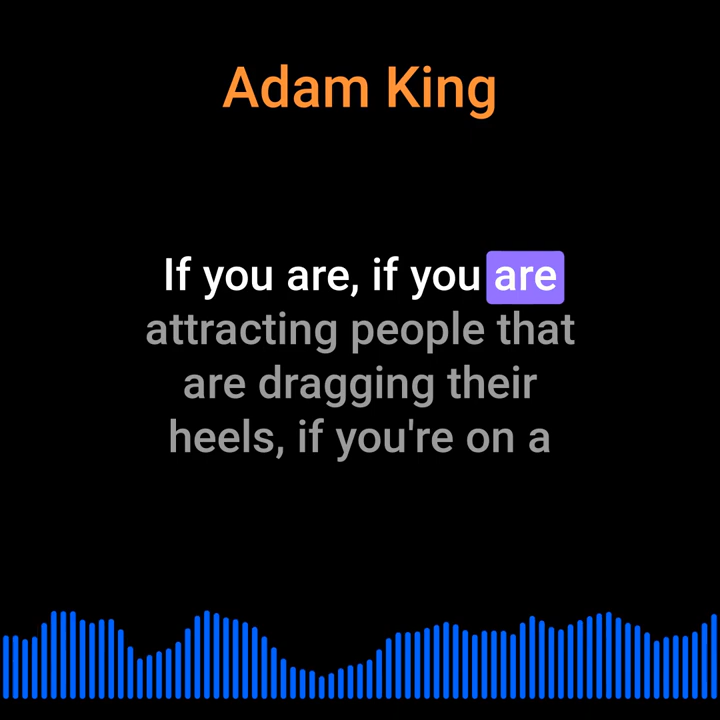 Adam King
If you are, if you are
attracting people that
are dragging their
heels, if you're on a